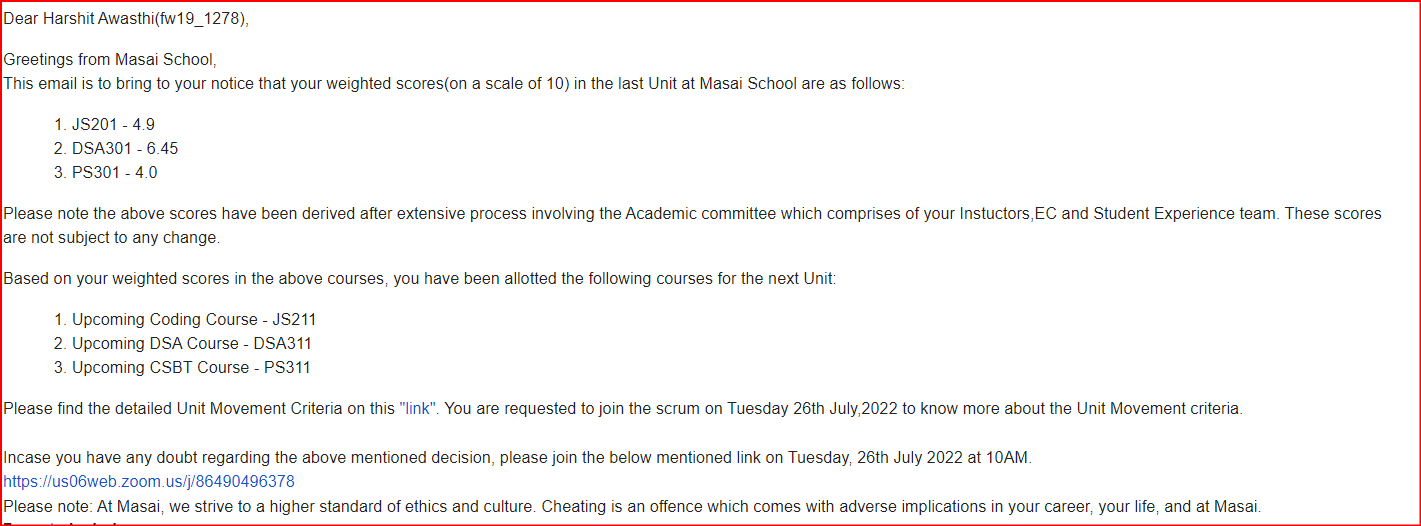 Dear Harshit Awasthi(fw19_1278),
Greetings from Masai School,
This email is to bring to your notice that your weighted scores(on a scale of 10) in the last Unit at Masai School are as follows:
1. JS201 - 4.9
2. DSA301 - 6.45
3. PS301 - 4.0
Please note the above scores have been derived after extensive process involving the Academic committee which comprises of your Instuctors,EC and Student Experience team. These scores
are not subject to any change.
Based on your weighted scores in the above courses, you have been allotted the following courses for the next Unit:
1. Upcoming Coding Course - JS211
2. Upcoming DSA Course - DSA311
3. Upcoming CSBT Course - PS311
Please find the detailed Unit Movement Criteria on this "link". You are requested to join the scrum on Tuesday 26th July,2022 to know more about the Unit Movement criteria.
Incase you have any doubt regarding the above mentioned decision, please join the below mentioned link on Tuesday, 26th July 2022 at 10AM.
https://us06web.zoom.us/j/86490496378
Please note: At Masai, we strive to a higher standard of ethics and culture. Cheating is an offence which comes with adverse implications in your career, your life, and at Masai.